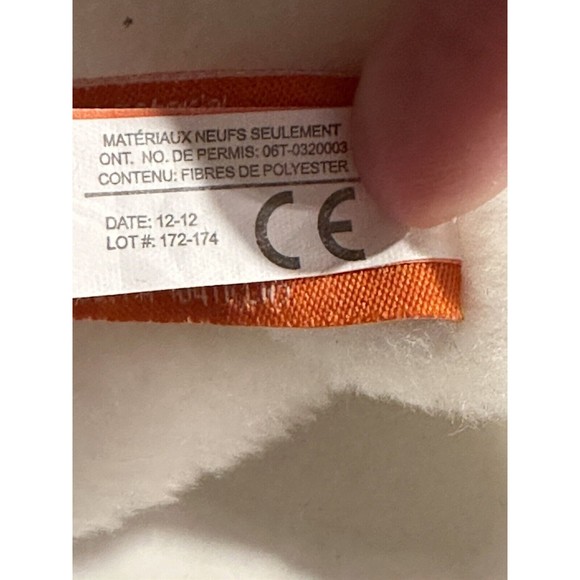 MATÉRIAUX NEUFS SEULEMENT
ONT. NO. DE PERMIS: 06T-0320003
CONTENU: FIBRES DE POLYESTER
DATE: 12-12
LOT #: 172-174
CE